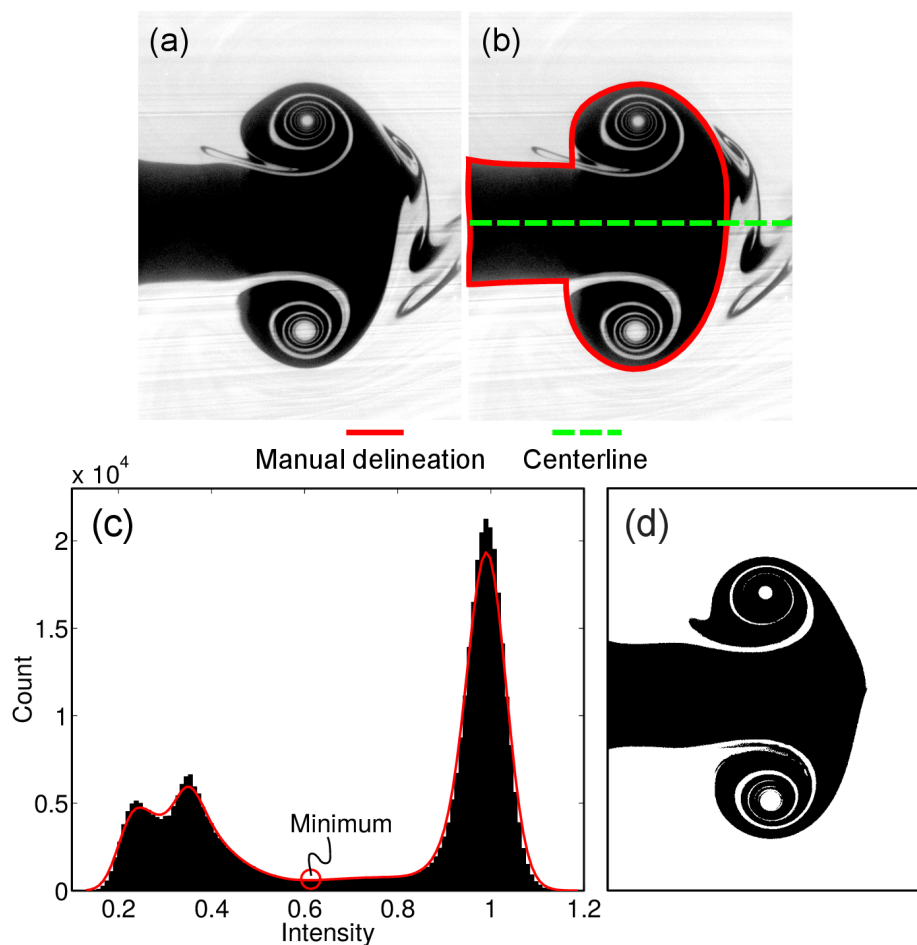 (a)
(b)
Manual delineation
Centerline
x 10^4
(c)
(d)
2
1.5
1
0.5
0
Count
Minimum
0.2 0.4 0.6 0.8 1 1.2
Intensity